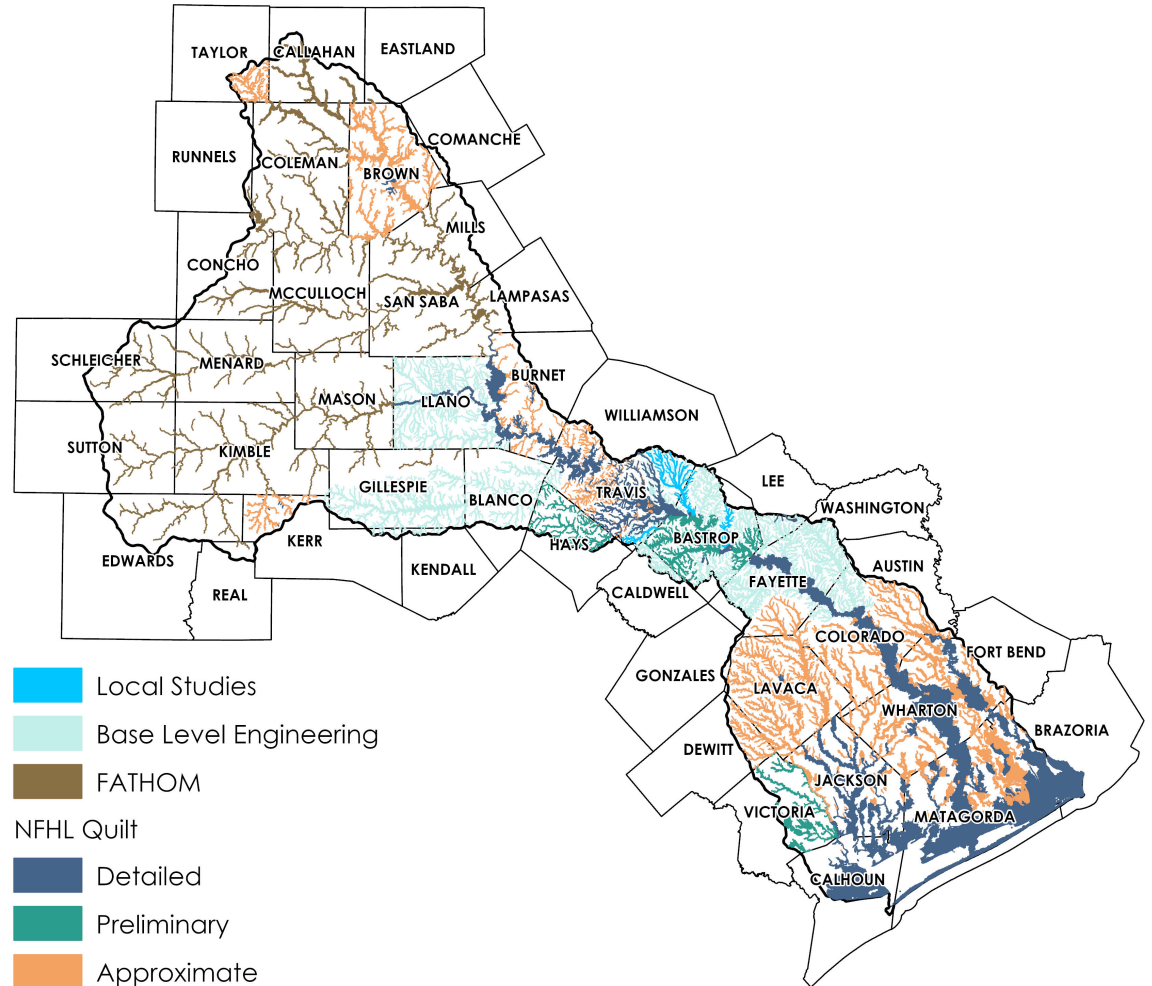 TAYLOR
CALLAHAN
EASTLAND
RUNNELS
COLEMAN
BROWN
COMANCHE
MILLS
CONCHO
MCCULLOCH
SAN SABA
LAMPASAS
SCHLEICHER
MENARD
MASON
LLANO
BURNET
WILLIAMSON
SUTTON
KIMBLE
GILLESPIE
BLANCO
TRAVIS
LEE
WASHINGTON
EDWARDS
KERR
HAYS
BASTROP
REAL
KENDALL
CALDWELL
FAYETTE
AUSTIN
COLORADO
FORT BEND
GONZALES
LAVACA
WHARTON
BRAZORIA
DEWITT
JACKSON
VICTORIA
MATAGORDA
CALHOUN
Local Studies
Base Level Engineering
FATHOM
NFHL Quilt
Detailed
Preliminary
Approximate